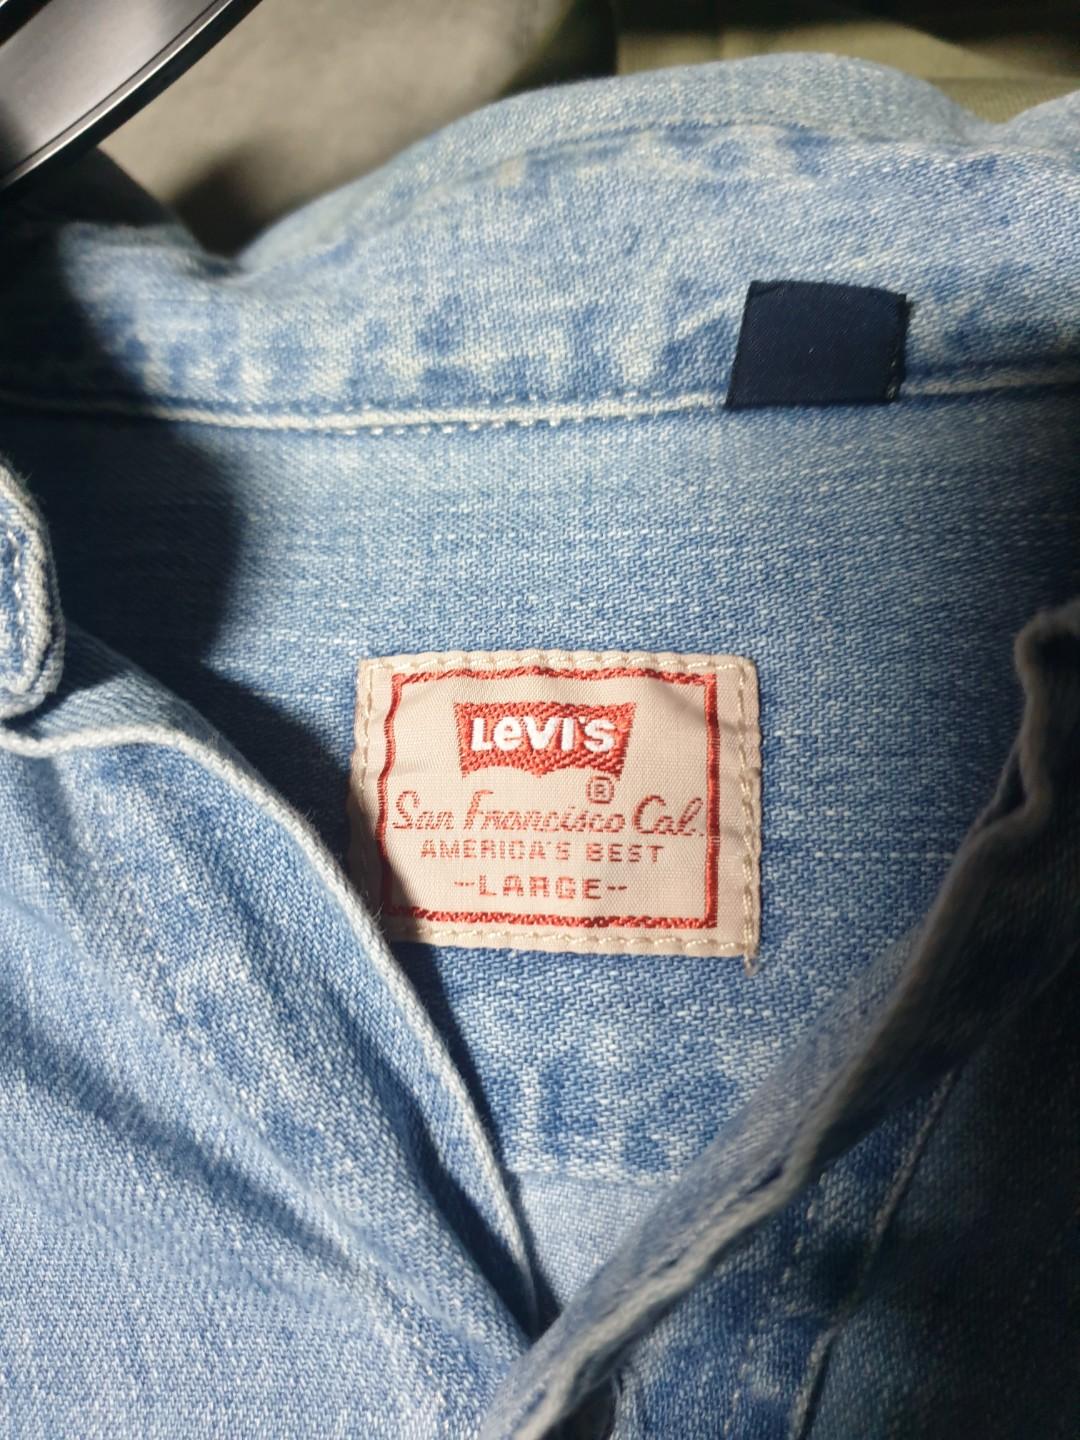 Levi's
®
San Francisco Cal.
AMERICA'S BEST
-LARGE-